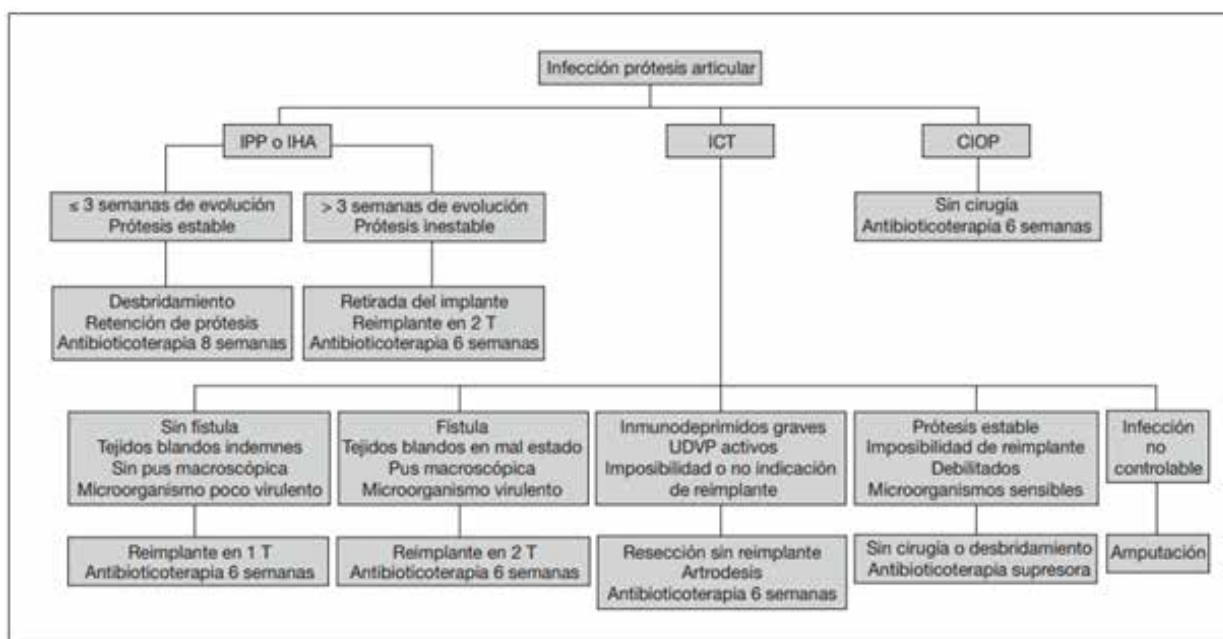 Infección prótesis articular
IPP o IHA
ICT
CIOP
≤ 3 semanas de evolución
Prótesis estable
> 3 semanas de evolución
Prótesis inestable
Sin cirugía
Antibioticoterapia 6 semanas
Desbridamiento
Retención de prótesis
Antibioticoterapia 8 semanas
Retirada del implante
Reimplante en 2 T
Antibioticoterapia 6 semanas
Sin fístula
Tejidos blandos indemnes
Sin pus macroscópica
Microorganismo poco virulento
Fístula
Tejidos blandos en mal estado
Pus macroscópica
Microorganismo virulento
Inmunodeprimidos graves
UDVP activos
Imposibilidad o no indicación
de reimplante
Prótesis estable
Imposibilidad de reimplante
Debilitados
Microorganismos sensibles
Infección
no
controlable
Reimplante en 1 T
Antibioticoterapia 6 semanas
Reimplante en 2 T
Antibioticoterapia 6 semanas
Resección sin reimplante
Artrodesis
Antibioticoterapia 6 semanas
Sin cirugía o desbridamiento
Antibioticoterapia supresora
Amputación